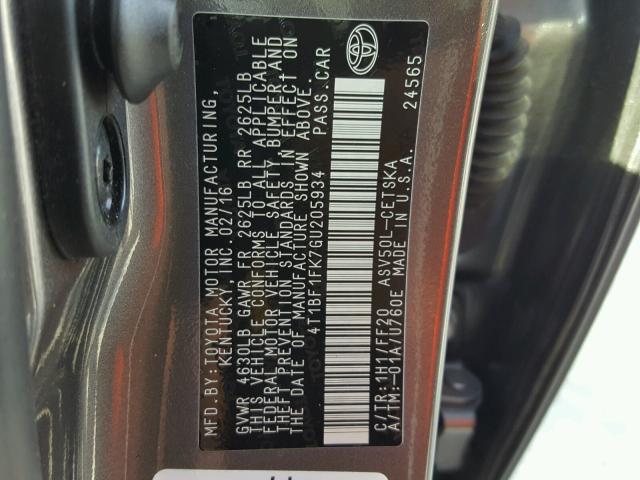 MFD.BY:TOYOTA MOTOR MANUFACTURING,
KENTUCKY, INC. 02/16
GVWR 4630LB GAWR FR 2625LB RR 2625LB
THIS VEHICLE CONFORMS TO ALL APPLICABLE
FEDERAL MOTOR VEHICLE SAFETY, BUMPER AND
THEFT PREVENTION STANDARDS IN EFFECT ON
THE DATE OF MANUFACTURE SHOWN ABOVE.
4T1BF1FK7GU205934 PASS.CAR
C/TR:1H1/FF20 ASV50L-CETSKA
A/TM:-01A/U760E MADE IN U.S.A.
24565